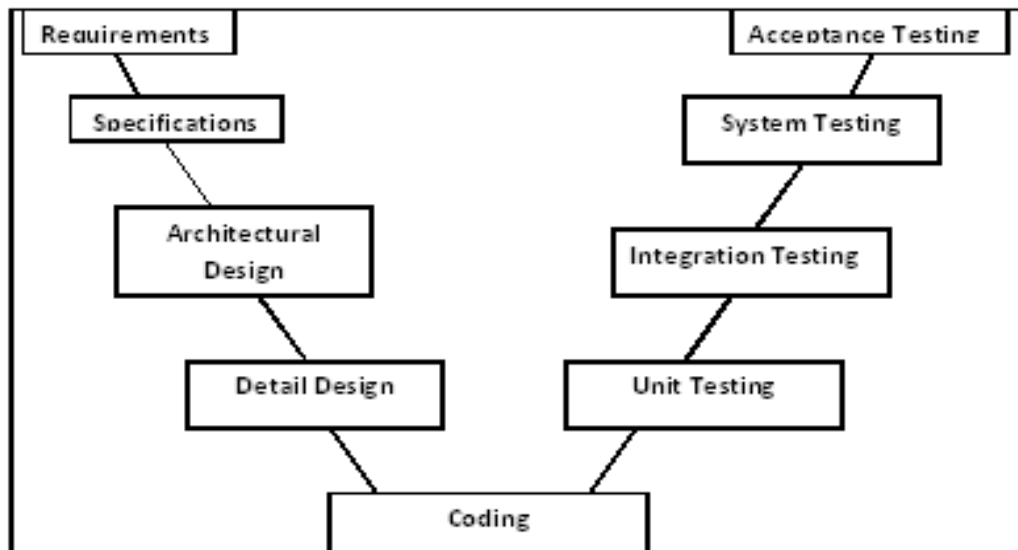 Requirements
Acceptance Testing
Specifications
System Testing
Architectural
Design
Integration Testing
Detail Design
Unit Testing
Coding